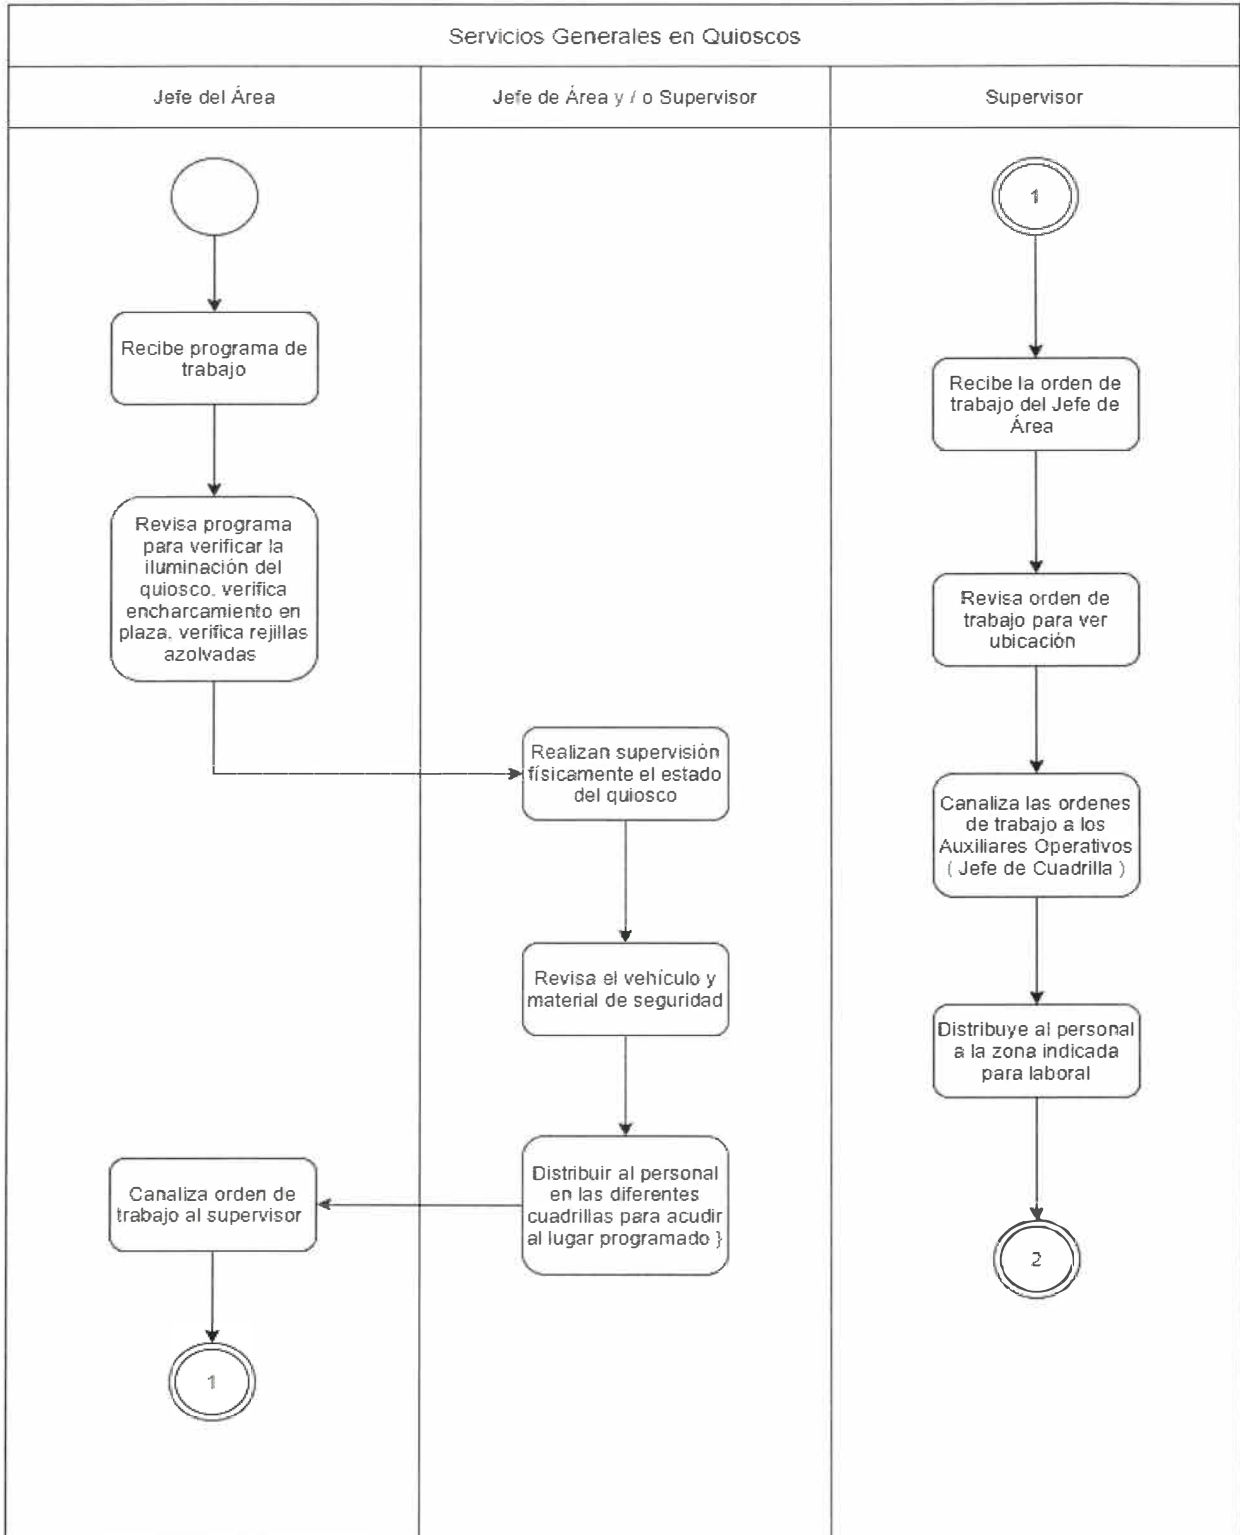 Servicios Generales en Quioscos
Jefe del Área
Jefe de Área y / o Supervisor
Supervisor
Recibe programa de
trabajo
Revisa programa
para verificar la
iluminación del
quiosco, verifica
encharcamiento en
plaza, verifica rejillas
azolvadas
Realizan supervisión
físicamente el estado
del quiosco
Revisa el vehículo y
material de seguridad
Distribuir al personal
en las diferentes
cuadrillas para acudir
al lugar programado }
Canaliza orden de
trabajo al supervisor
1
1
Recibe la orden de
trabajo del Jefe de
Área
Revisa orden de
trabajo para ver
ubicación
Canaliza las ordenes
de trabajo a los
Auxiliares Operativos
( Jefe de Cuadrilla )
Distribuye al personal
a la zona indicada
para laboral
2